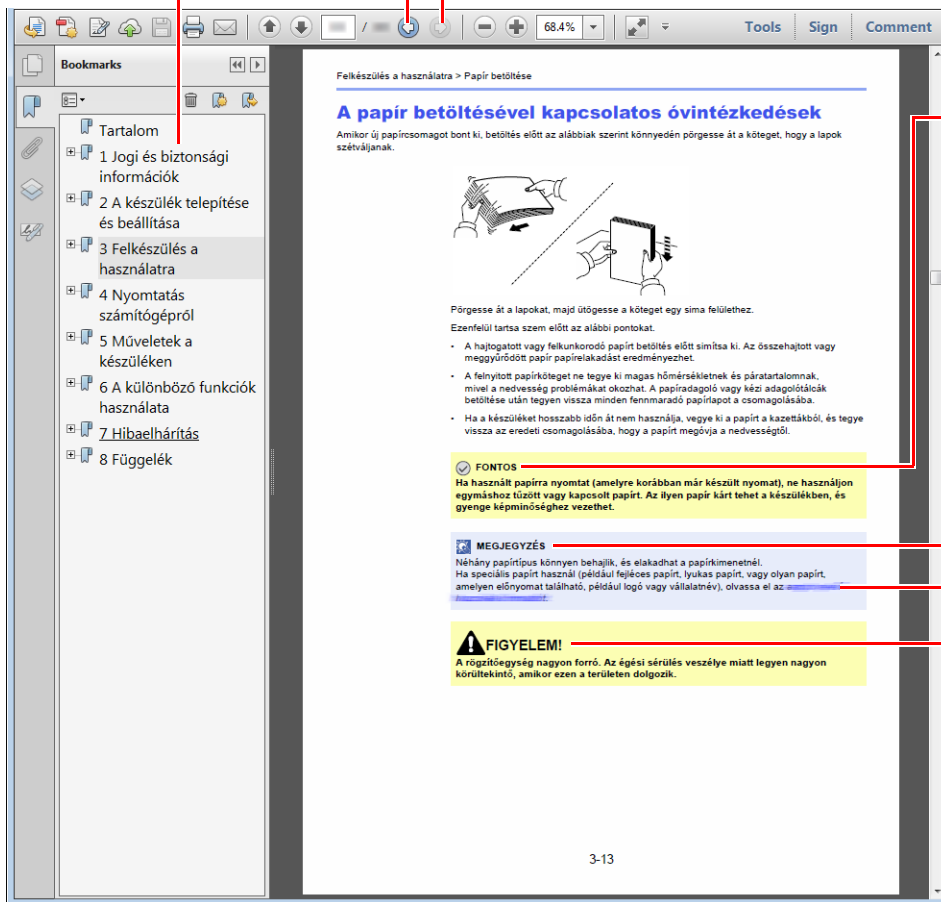 /
68.4%
Tools
Sign
Comment
Bookmarks
Tartalom
1 Jogi és biztonsági
információk
2 A készülék telepítése
és beállítása
3 Felkészülés a
használatra
4 Nyomtatás
számítógépről
5 Műveletek a
készüléken
6 A különböző funkciók
használata
7 Hibaelhárítás
8 Függelék
Felkészülés a használatra > Papír betöltése
A papír betöltésével kapcsolatos óvintézkedések
Amikor új papírcsomagot bont ki, betöltés előtt az alábbiak szerint könnyedén pörgesse át a köteget, hogy a lapok
szétváljanak.
Pörgesse át a lapokat, majd ütögesse a köteget egy sima felülethez.
Ezenfelül tartsa szem előtt az alábbi pontokat.
• A hajtogatott vagy felkunkorodó papírt betöltés előtt simítsa ki. Az összehajtott vagy
meggyűrődött papír papírelakadást eredményezhet.
• A felnyitott papírköteget ne tegye ki magas hőmérsékletnek és páratartalomnak,
mivel a nedvesség problémákat okozhat. A papíradagoló vagy kézi adagolótálcák
betöltése után tegyen vissza minden fennmaradó papírlapot a csomagolásába.
• Ha a készüléket hosszabb időn át nem használja, vegye ki a papírt a kazettákból, és tegye
vissza az eredeti csomagolásába, hogy a papírt megóvja a nedvességtől.
FONTOS
Ha használt papírra nyomtat (amelyre korábban már készült nyomat), ne használjon
egymáshoz tűzött vagy kapcsolt papírt. Az ilyen papír kárt tehet a készülékben, és
gyenge képminőséghez vezethet.
MEGJEGYZÉS
Néhány papírtípus könnyen behajlik, és elakadhat a papírkimenetnél.
Ha speciális papírt használ (például fejléces papírt, lyukas papírt, vagy olyan papírt,
amelyen előnyomat található, például logó vagy vállalatnév), olvassa el az
FIGYELEM!
A rögzítőegység nagyon forró. Az égési sérülés veszélye miatt legyen nagyon
körültekintő, amikor ezen a területen dolgozik.
3-13